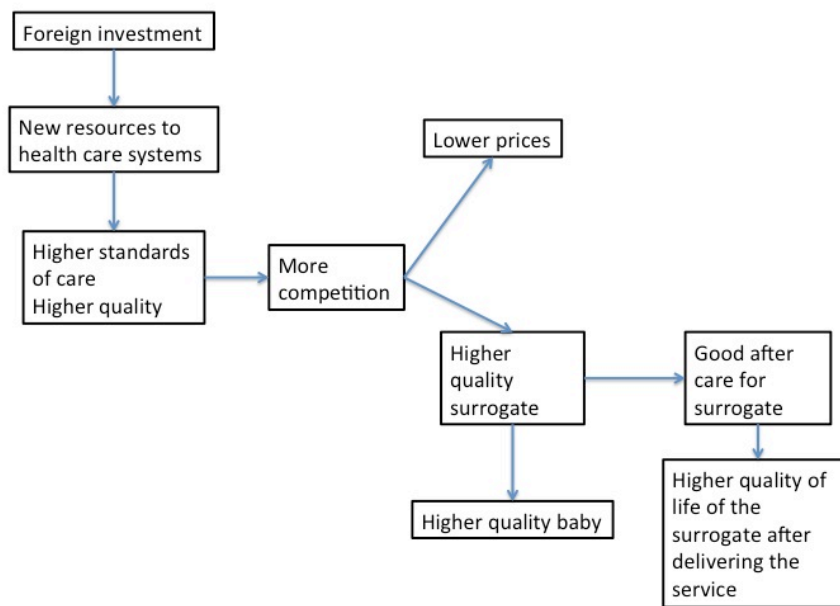 Foreign investment
New resources to
health care systems
Lower prices
Higher standards
of care
Higher quality
More
competition
Higher
quality
surrogate
Good after
care for
surrogate
Higher quality baby
Higher quality of
life of the
surrogate after
delivering the
service